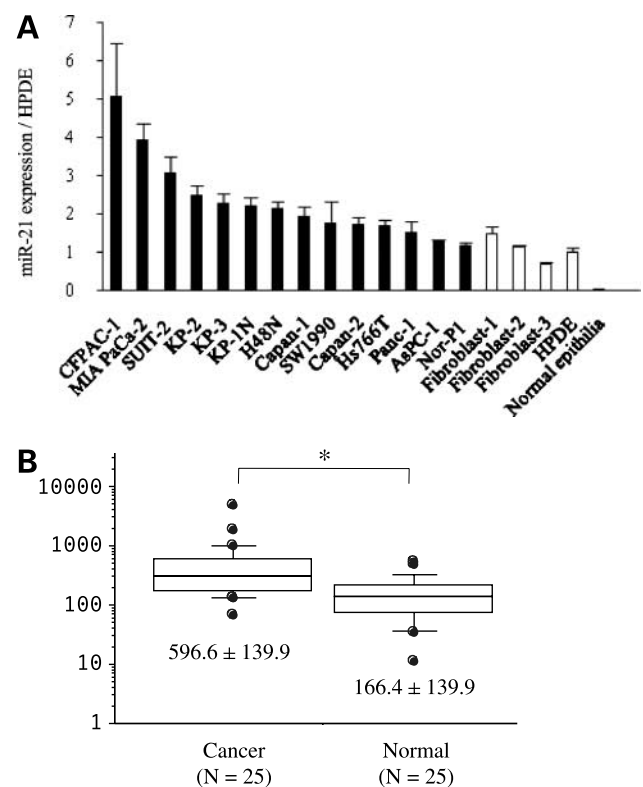 A
miR-21 expression / HPDE
7
6
5
4
3
2
1
0
CFPAC-1
MIA PaCa-2
SUIT-2
KP-2
KP-3
KP-1N
H48N
Capan-1
SW1990
Capan-2
Hs766T
Panc-1
AsPC-1
Nor-P1
Fibroblast-1
Fibroblast-2
Fibroblast-3
HPDE
Normal epithilia
B
*
10000
1000
100
10
1
596.6 ± 139.9
166.4 ± 139.9
Cancer
(N = 25)
Normal
(N = 25)